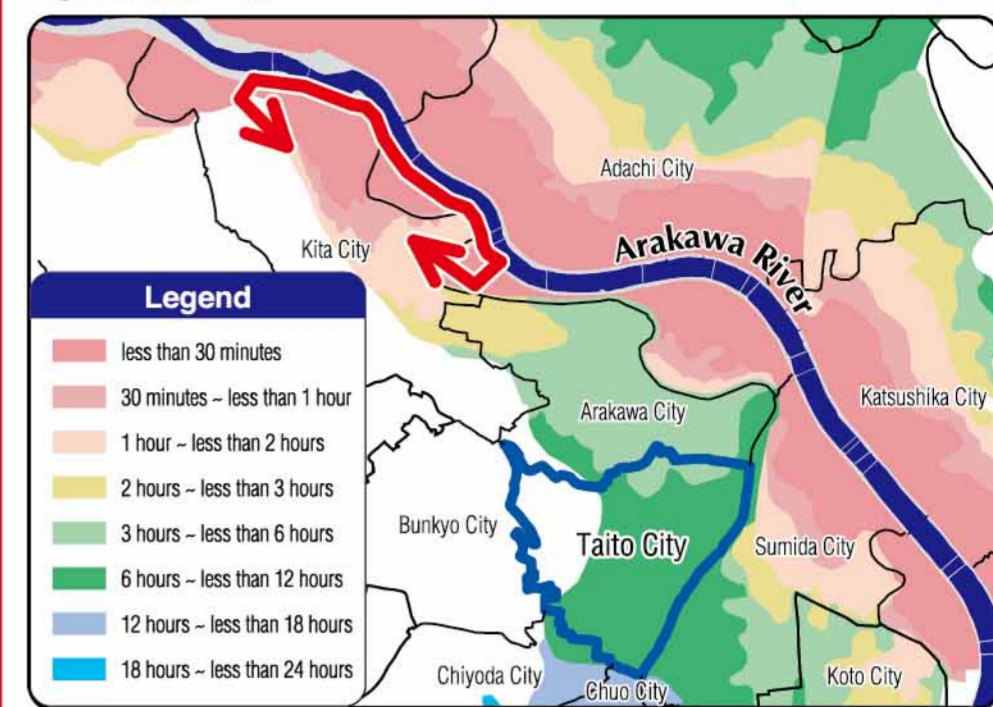 Adachi City
Kita City
Arakawa River
Legend
less than 30 minutes
30 minutes ~ less than 1 hour
1 hour ~ less than 2 hours
2 hours ~ less than 3 hours
3 hours ~ less than 6 hours
6 hours ~ less than 12 hours
12 hours ~ less than 18 hours
18 hours ~ less than 24 hours
Katsushika City
Arakawa City
Bunkyo City
Taito City
Sumida City
Chiyoda City
Chuo City
Koto City